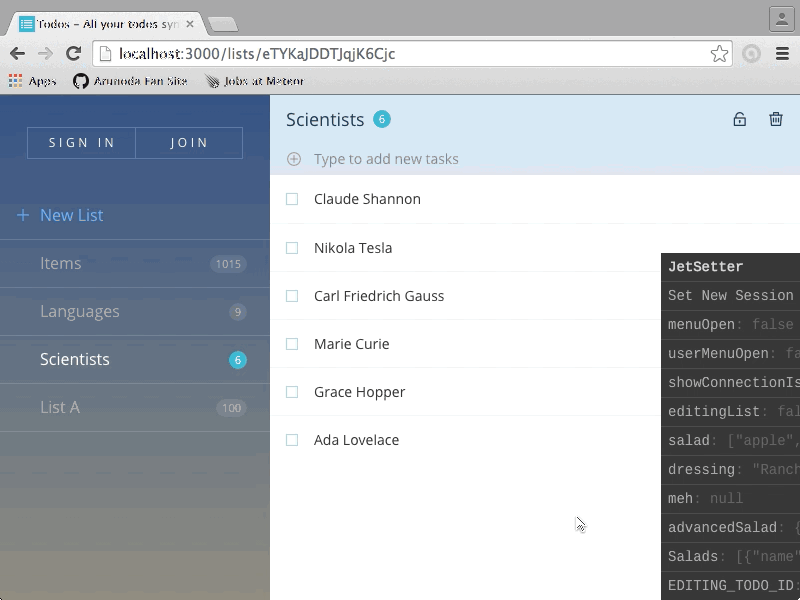 Todos – All your todos syn
localhost:3000/lists/eTYKaJDDTJqjK6Cjc
Apps Arunoda Fan Site Jobs at Meteor
SIGN IN JOIN
+ New List
Items 1015
Languages 9
Scientists 6
List A 100
Scientists 6
Type to add new tasks
Claude Shannon
Nikola Tesla
Carl Friedrich Gauss
Marie Curie
Grace Hopper
Ada Lovelace
JetSetter
Set New Session
menuOpen: false
userMenuOpen: fa
showConnectionIs
editingList: fal
salad: ["apple",
dressing: "Ranch
meh: null
advancedSalad: {
Salads: [{"name"
EDITING_TODO_ID: